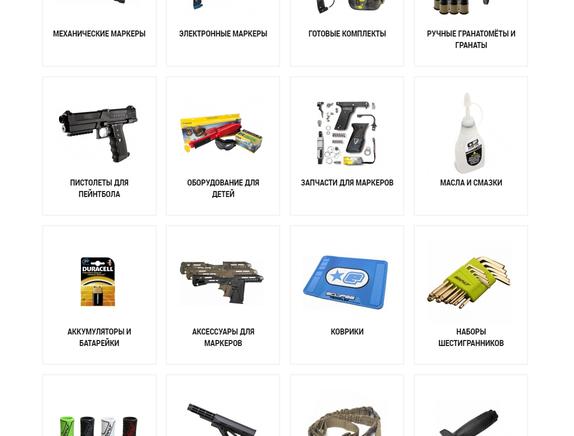 МЕХАНИЧЕСКИЕ МАРКЕРЫ
ЭЛЕКТРОННЫЕ МАРКЕРЫ
ГОТОВЫЕ КОМПЛЕКТЫ
РУЧНЫЕ ГРАНАТОМЁТЫ И
ГРАНАТЫ
ПИСТОЛЕТЫ ДЛЯ
ПЕЙНТБОЛА
ОБОРУДОВАНИЕ ДЛЯ
ДЕТЕЙ
ЗАПЧАСТИ ДЛЯ МАРКЕРОВ
МАСЛА И СМАЗКИ
DURACELL
АККУМУЛЯТОРЫ И
БАТАРЕЙКИ
АКСЕССУАРЫ ДЛЯ
МАРКЕРОВ
КОВРИКИ
НАБОРЫ
ШЕСТИГРАННИКОВ